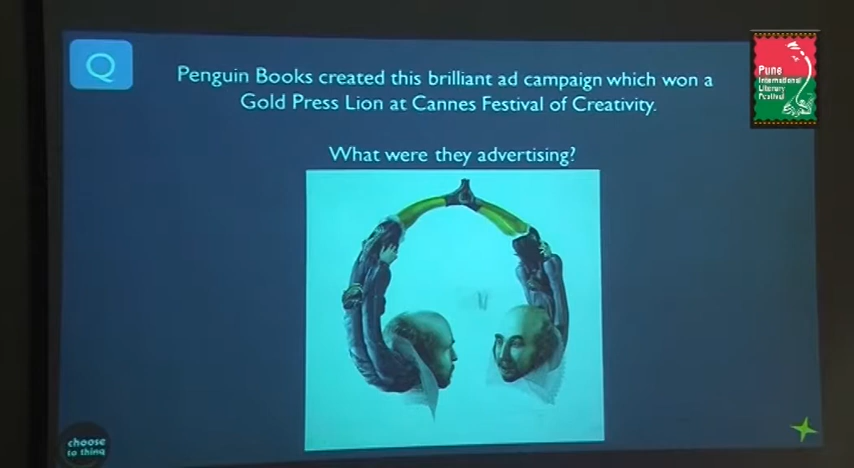 Q
Penguin Books created this brilliant ad campaign which won a
Gold Press Lion at Cannes Festival of Creativity.
What were they advertising?
Pune
International
Literary
Festival
choose
to thinq